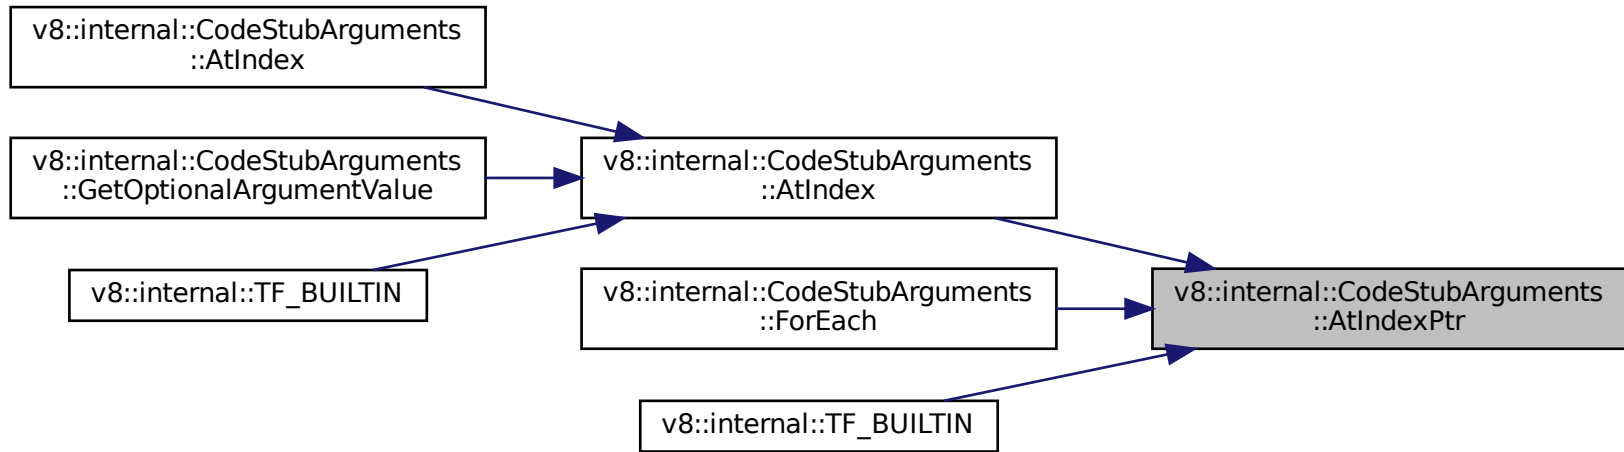 v8::internal::CodeStubArguments
::AtIndex
v8::internal::CodeStubArguments
::GetOptionalArgumentValue
v8::internal::TF_BUILTIN
v8::internal::CodeStubArguments
::AtIndex
v8::internal::CodeStubArguments
::ForEach
v8::internal::TF_BUILTIN
v8::internal::CodeStubArguments
::AtIndexPtr